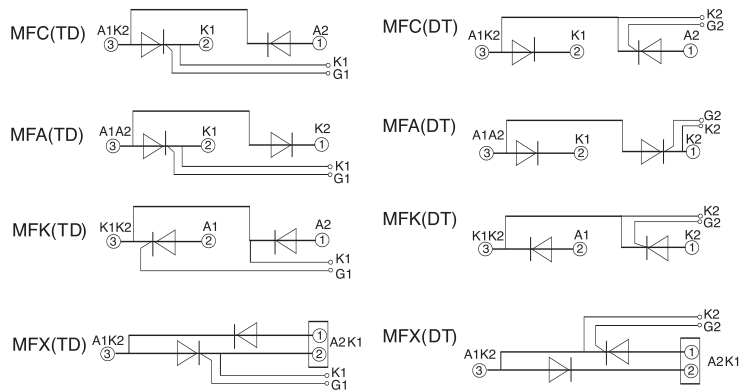 MFC(TD) A1K2 3 K1 2 A2 1 K1 G1
MFC(DT) A1K2 3 K1 2 A2 1 K2 G2
MFA(TD) A1A2 3 K1 2 K2 1 K1 G1
MFA(DT) A1A2 3 K1 2 K2 1 G2 K2
MFK(TD) K1K2 3 A1 2 A2 1 K1 G1
MFK(DT) K1K2 3 A1 2 K2 1 K2 G2
MFX(TD) A1K2 3 1 2 A2K1 K1 G1
MFX(DT) A1K2 3 1 2 A2K1 K2 G2